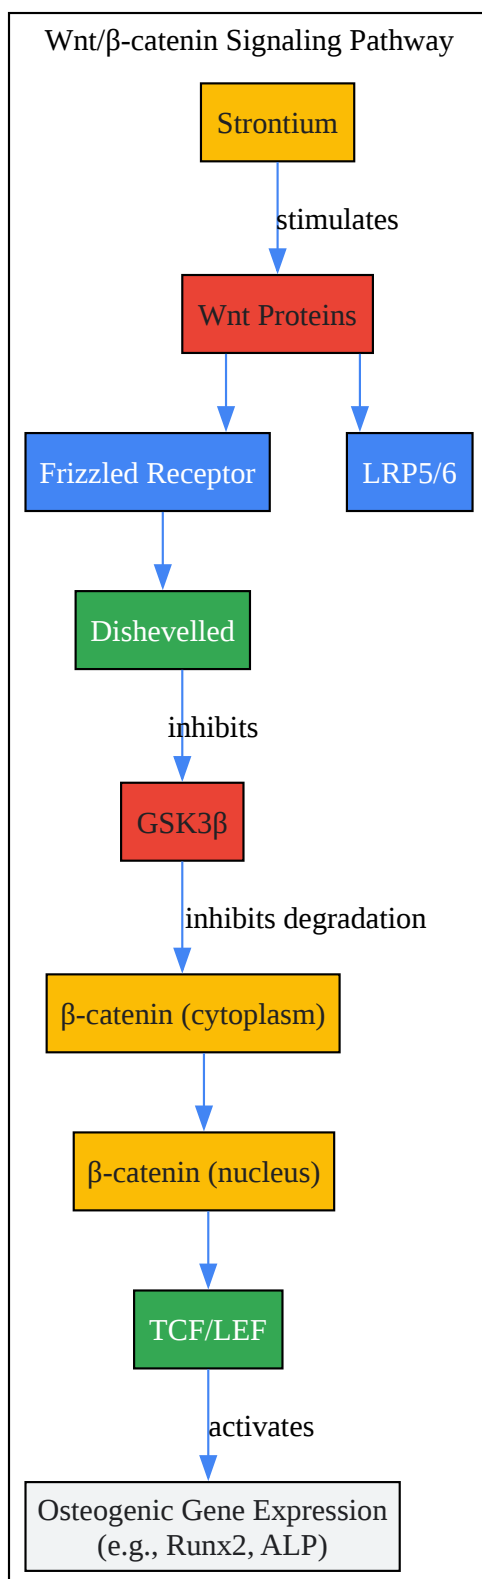 Wnt/β-catenin Signaling Pathway
Strontium
stimulates
Wnt Proteins
Frizzled Receptor
LRP5/6
Dishevelled
inhibits
GSK3β
inhibits degradation
β-catenin (cytoplasm)
β-catenin (nucleus)
TCF/LEF
activates
Osteogenic Gene Expression
(e.g., Runx2, ALP)